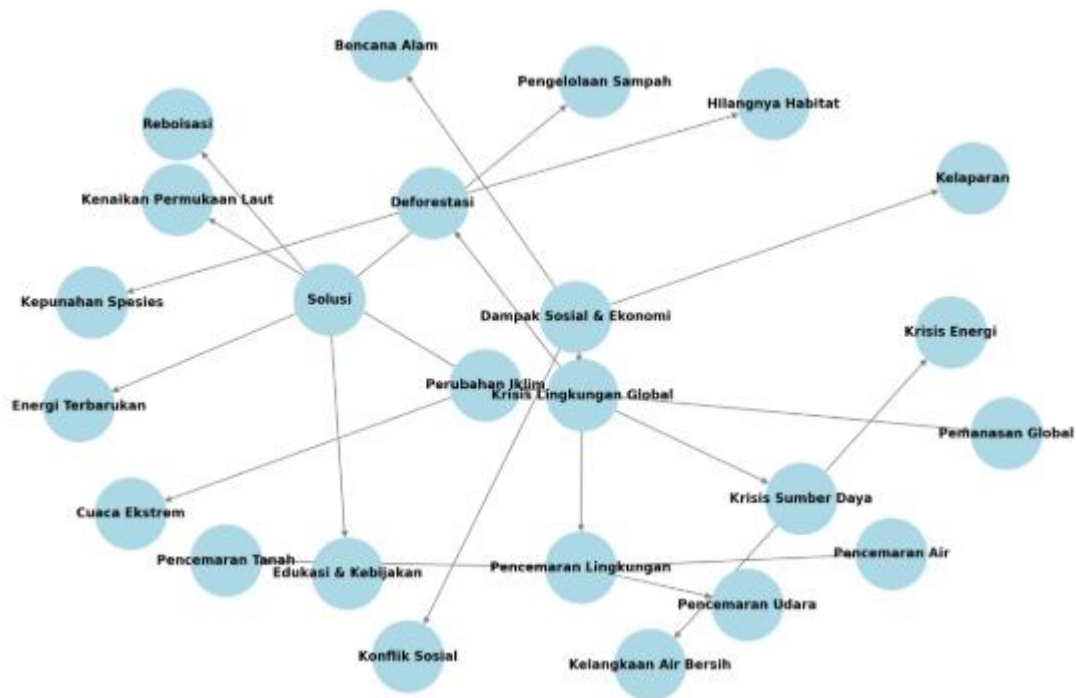 Bencana Alam
Pengelolaan Sampah
Hilangnya Habitat
Reboisasi
Kelaparan
Kenaikan Permukaan Laut
Deforestasi
Kepunahan Spesies
Solusi
Dampak Sosial & Ekonomi
Krisis Energi
Perubahan Iklim
Krisis Lingkungan Global
Energi Terbarukan
Pemanasan Global
Krisis Sumber Daya
Cuaca Ekstrem
Pencemaran Tanah
Pencemaran Air
Edukasi & Kebijakan
Pencemaran Lingkungan
Pencemaran Udara
Konflik Sosial
Kelangkaan Air Bersih